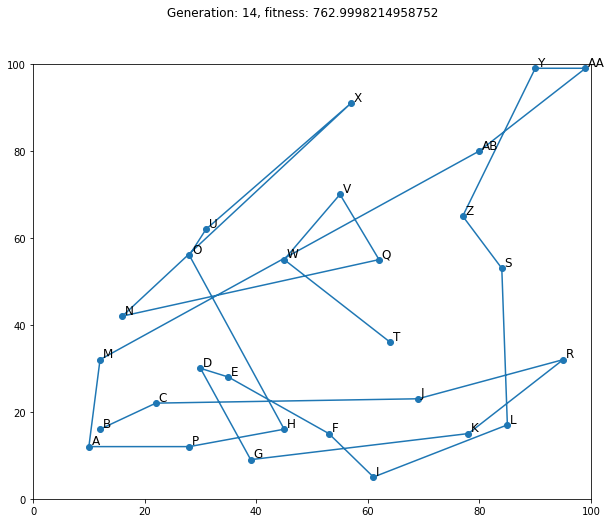 Generation: 14, fitness: 762.9998214958752
100
Y
AA
X
80
AB
V
Z
U
60
O
W
Q
S
N
40
T
M
R
D
E
C
J
20
B
H
F
K
L
A
P
G
I
0
0
20
40
60
80
100